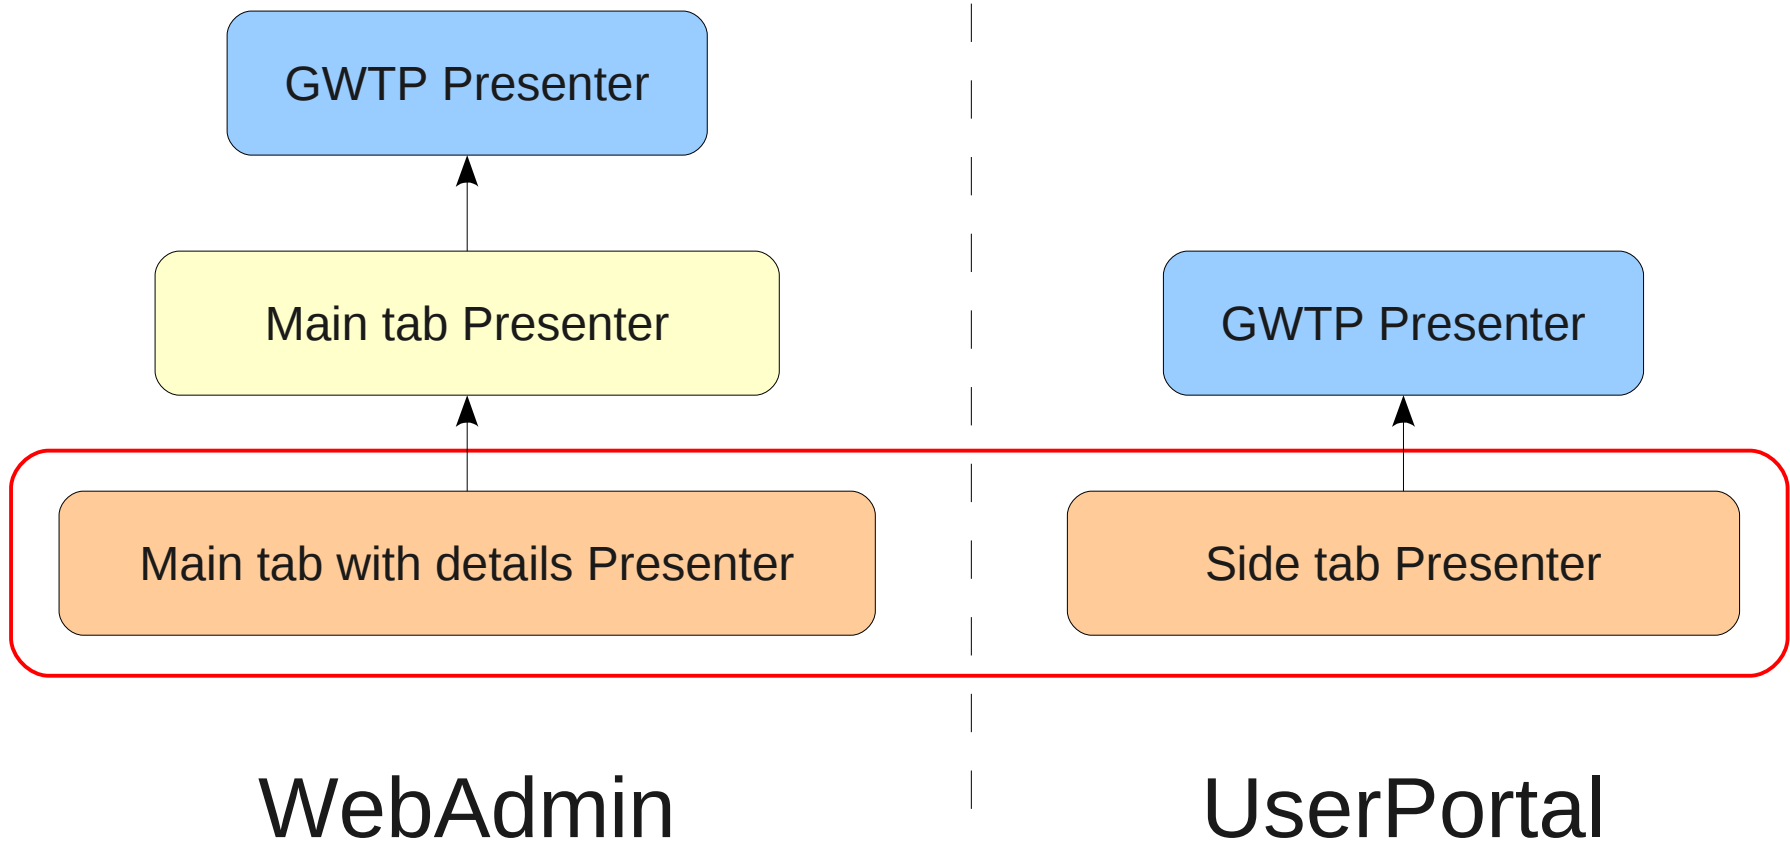 GWTP Presenter
Main tab Presenter
GWTP Presenter
Main tab with details Presenter
Side tab Presenter
WebAdmin
UserPortal